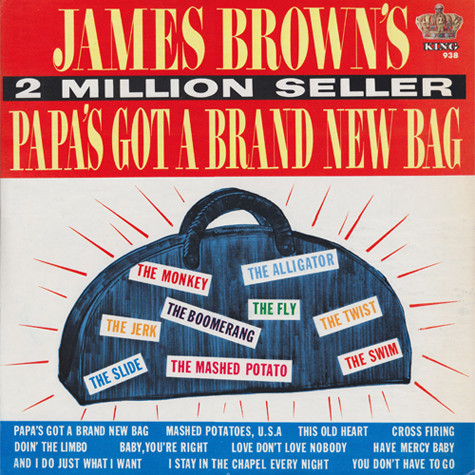 JAMES BROWN'S
KING
938
2 MILLION SELLER
PAPA'S GOT A BRAND NEW BAG
THE MONKEY
THE ALLIGATOR
THE BOOMERANG
THE FLY
THE JERK
THE TWIST
THE SLIDE
THE MASHED POTATO
THE SWIM
PAPA'S GOT A BRAND NEW BAG MASHED POTATOES, U.S.A THIS OLD HEART CROSS FIRING
DOIN' THE LIMBO BABY, YOU'RE RIGHT LOVE DON'T LOVE NOBODY HAVE MERCY BABY
AND I DO JUST WHAT I WANT I STAY IN THE CHAPEL EVERY NIGHT YOU DON'T HAVE TO GO